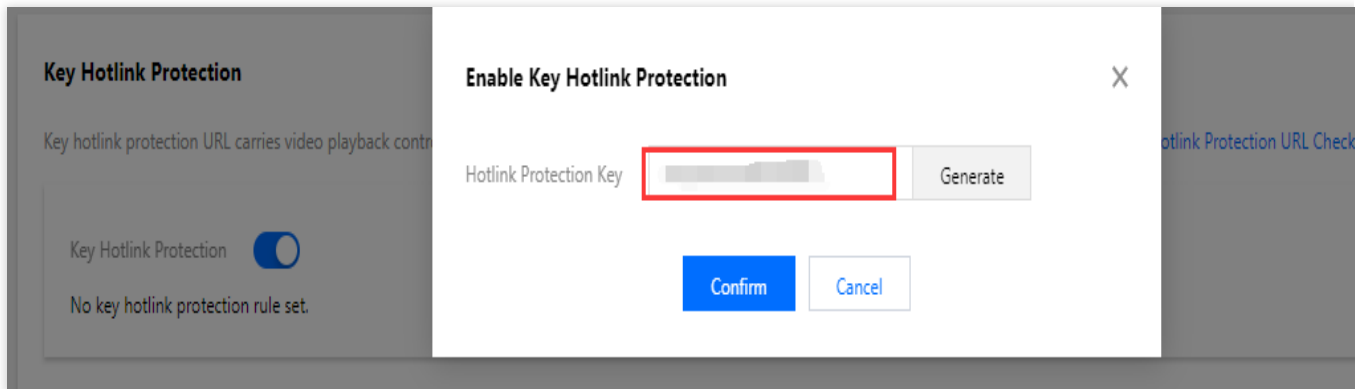 Key Hotlink Protection
Key hotlink protection URL carries video playback contr
otlink Protection URL Check
Key Hotlink Protection
No key hotlink protection rule set.
Enable Key Hotlink Protection
X
Hotlink Protection Key
Generate
Confirm
Cancel